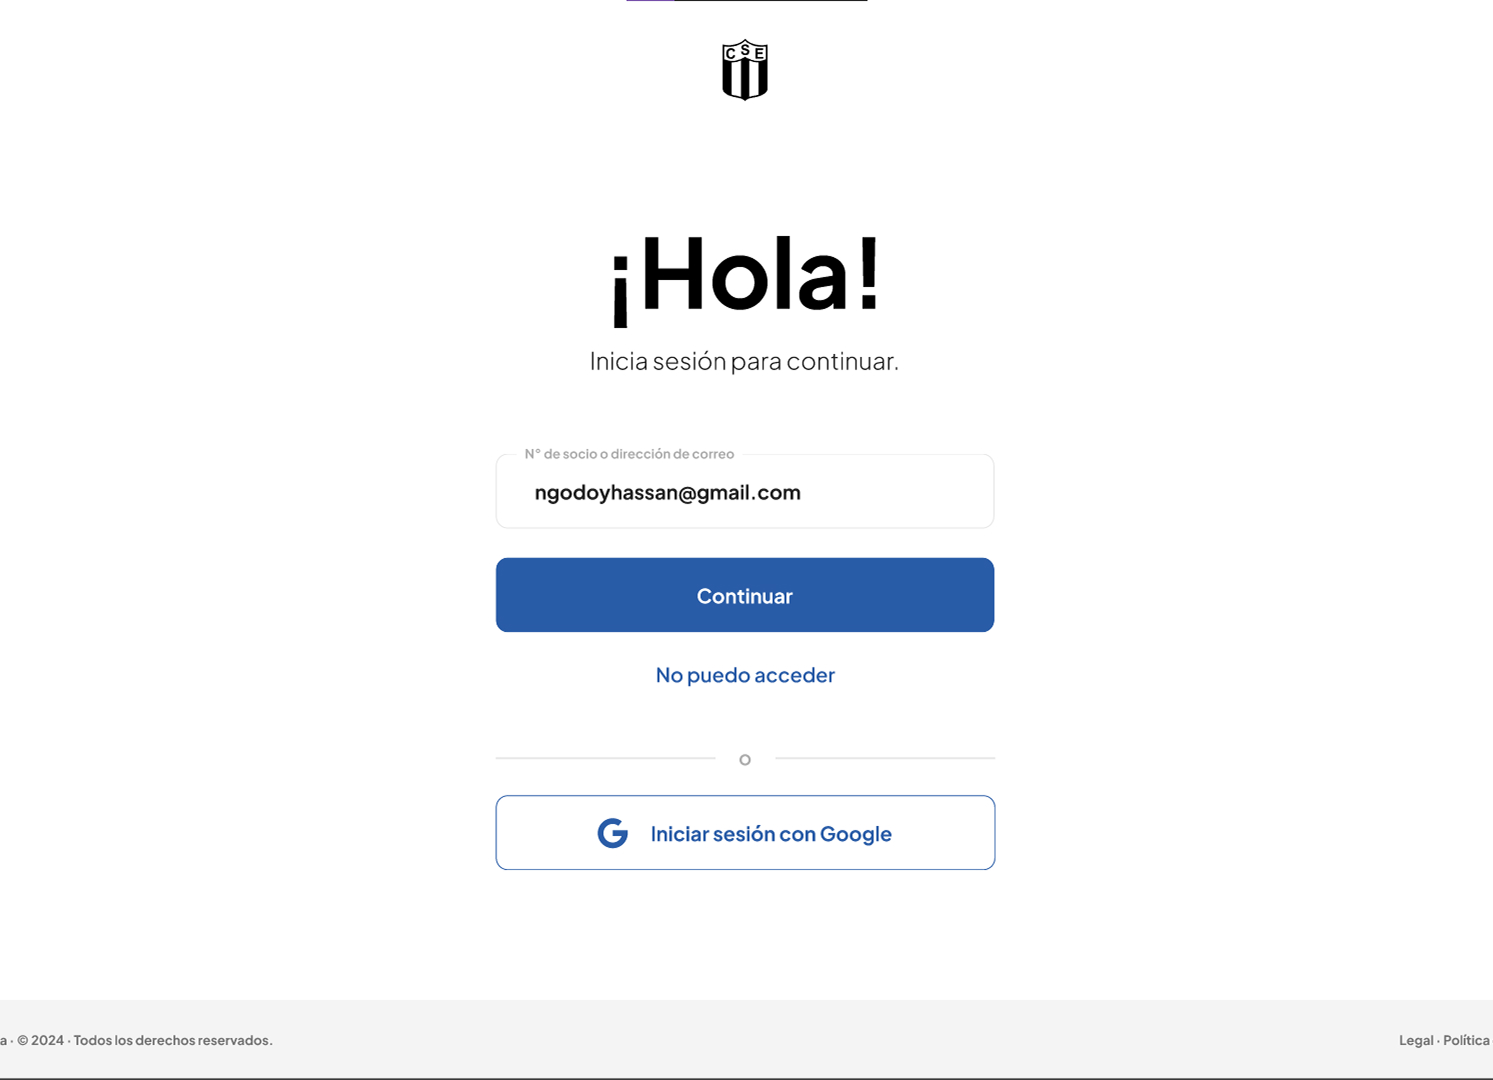 CSE
¡Hola!
Inicia sesión para continuar.
N° de socio o dirección de correo
ngodoyhassan@gmail.com
Continuar
No puedo acceder
o
G Iniciar sesión con Google
a · © 2024 · Todos los derechos reservados.
Legal · Política